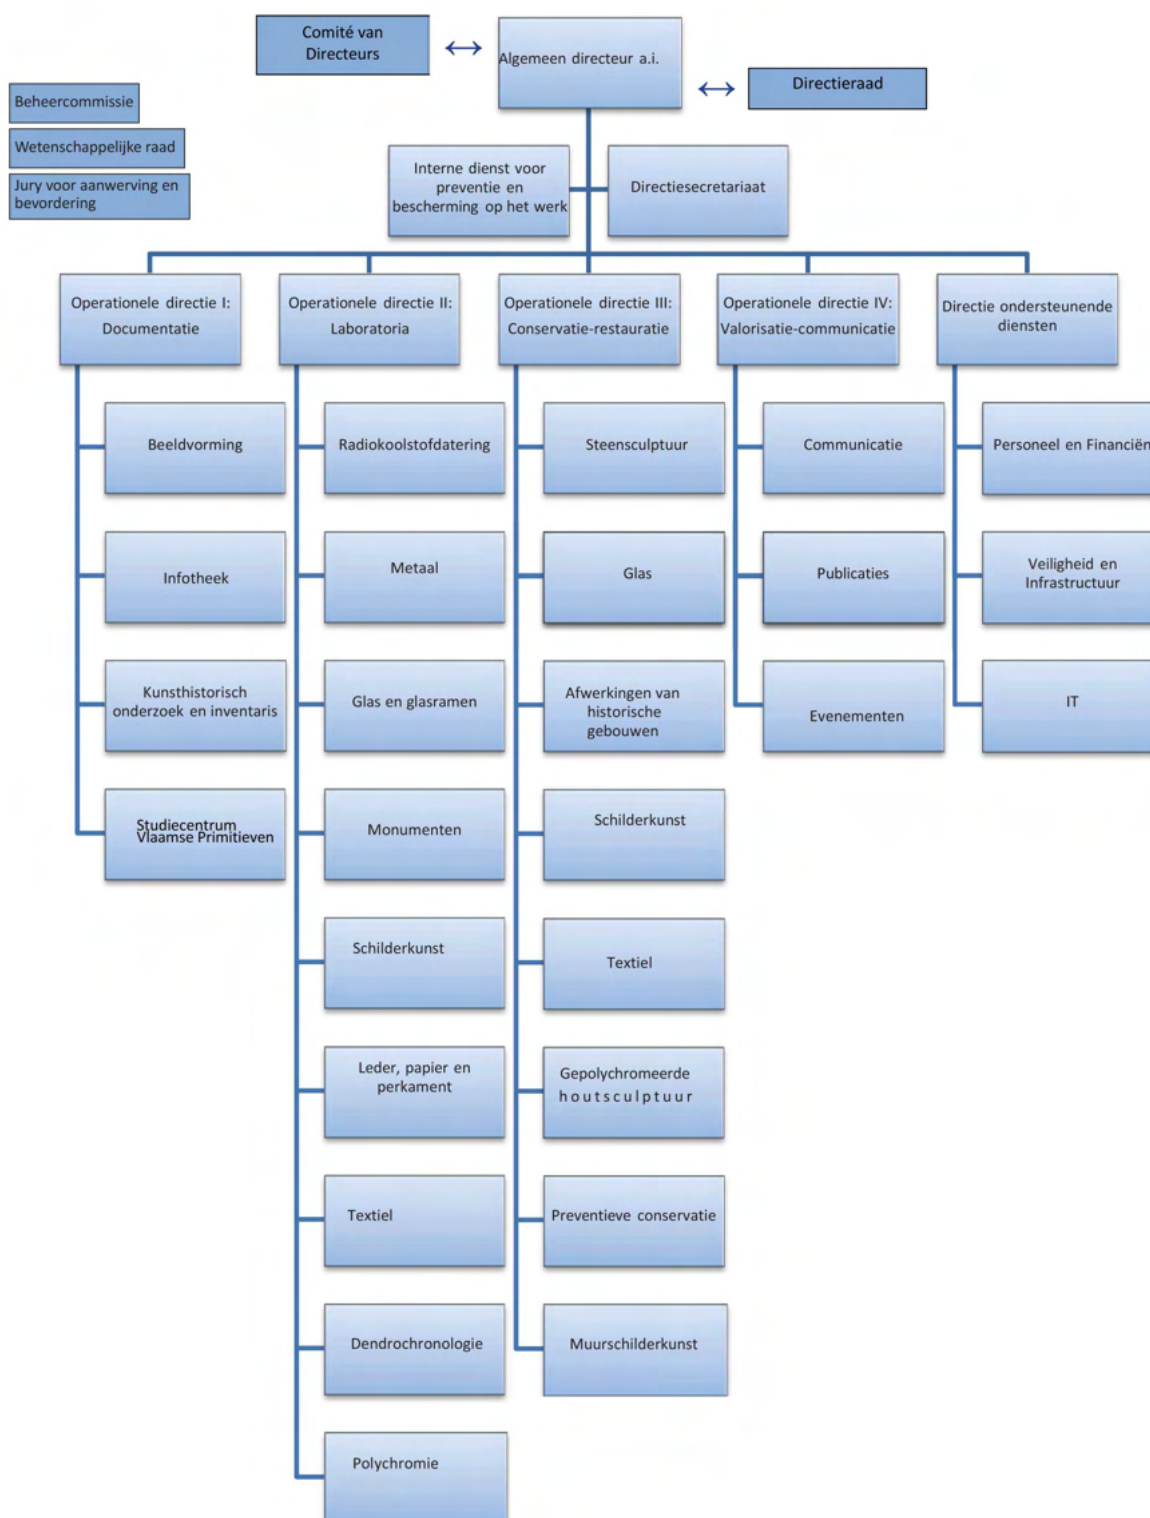 Comité van
Directeurs
Algemeen directeur a.i.
Directieraad
Beheercommissie
Wetenschappelijke raad
Jury voor aanwerving en
bevordering
Interne dienst voor
preventie en
bescherming op het werk
Directiesecretariaat
Operationele directie I:
Documentatie
Operationele directie II:
Laboratoria
Operationele directie III:
Conservatie-restauratie
Operationele directie IV:
Valorisatie-communicatie
Directie ondersteunende
diensten
Beeldvorming
Radiokoolstofdatering
Steensculptuur
Communicatie
Personeel en Financiën
Infotheek
Metaal
Glas
Publicaties
Veiligheid en
Infrastructuur
Kunsthistorisch
onderzoek en inventaris
Glas en glasramen
Afwerkingen van
historische
gebouwen
Evenementen
IT
Studiecentrum
Vlaamse Primitieven
Monumenten
Schilderkunst
Schilderkunst
Textiel
Leder, papier en
perkament
Gepolychromeerde
houtsculptuur
Textiel
Preventieve conservatie
Dendrochronologie
Muurschilderkunst
Polychromie